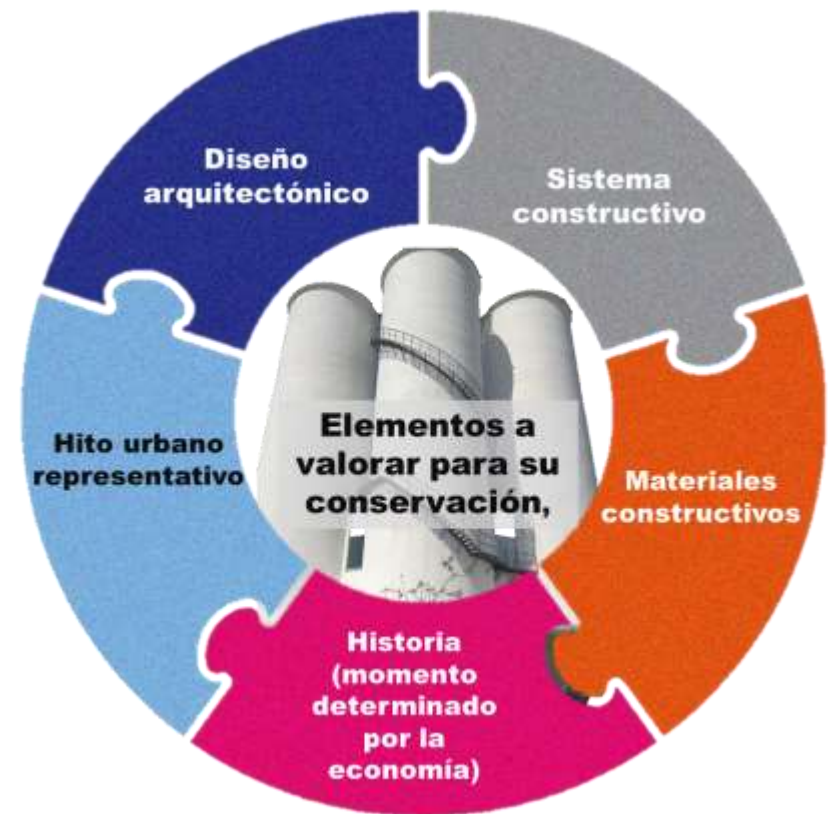 Diseño
arquitectónico
Sistema
constructivo
Hito urbano
representativo
Elementos a
valorar para su
conservación,
Materiales
constructivos
Historia
(momento
determinado
por la
economía)